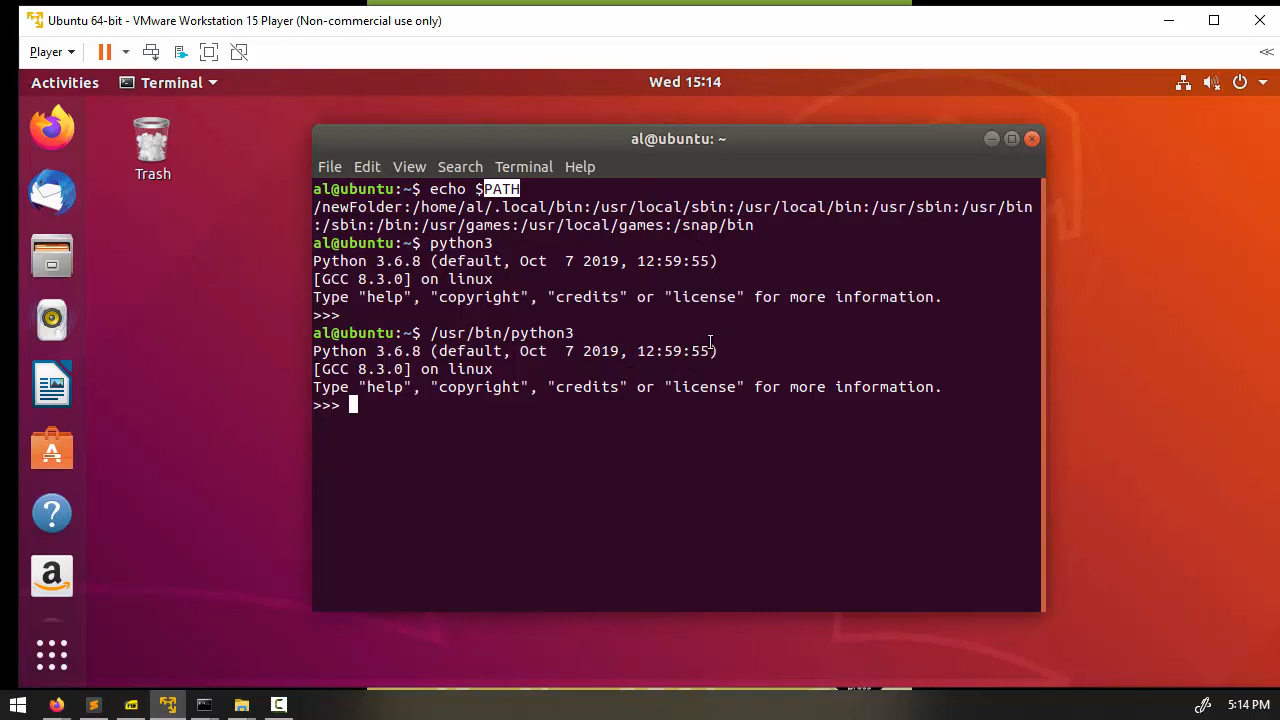 Ubuntu 64-bit - VMware Workstation 15 Player (Non-commercial use only)
Player
Activities
Terminal
Wed 15:14
Trash
al@ubuntu: ~
File Edit View Search Terminal Help
al@ubuntu:~$ echo $PATH
/newFolder:/home/al/.local/bin:/usr/local/sbin:/usr/local/bin:/usr/sbin:/usr/bin
:/sbin:/bin:/usr/games:/usr/local/games:/snap/bin
al@ubuntu:~$ python3
Python 3.6.8 (default, Oct  7 2019, 12:59:55)
[GCC 8.3.0] on linux
Type "help", "copyright", "credits" or "license" for more information.
>>>
al@ubuntu:~$ /usr/bin/python3
Python 3.6.8 (default, Oct  7 2019, 12:59:55)
[GCC 8.3.0] on linux
Type "help", "copyright", "credits" or "license" for more information.
>>>
5:14 PM